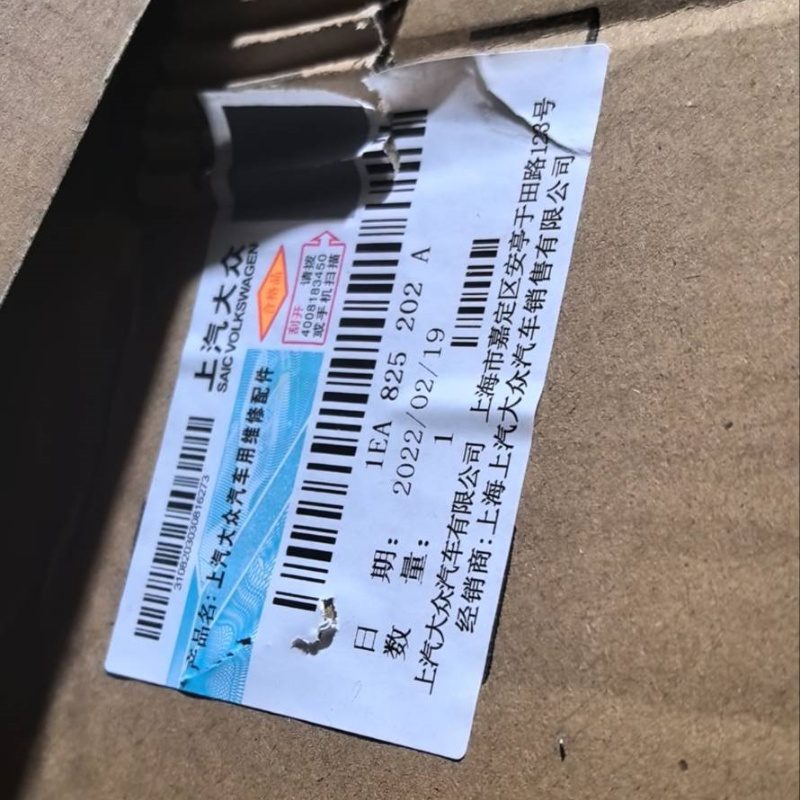 上汽大众
SAIC VOLKSWAGEN
合格品
刮开
请拨
4008183450
或手机扫描
3108203030816273
产品名: 上汽大众汽车用维修配件
1EA 825 202 A
日 期: 2022/02/19
数 量: 1
上汽大众汽车有限公司 上海市嘉定区安亭于田路123号
经销商: 上海上汽大众汽车销售有限公司